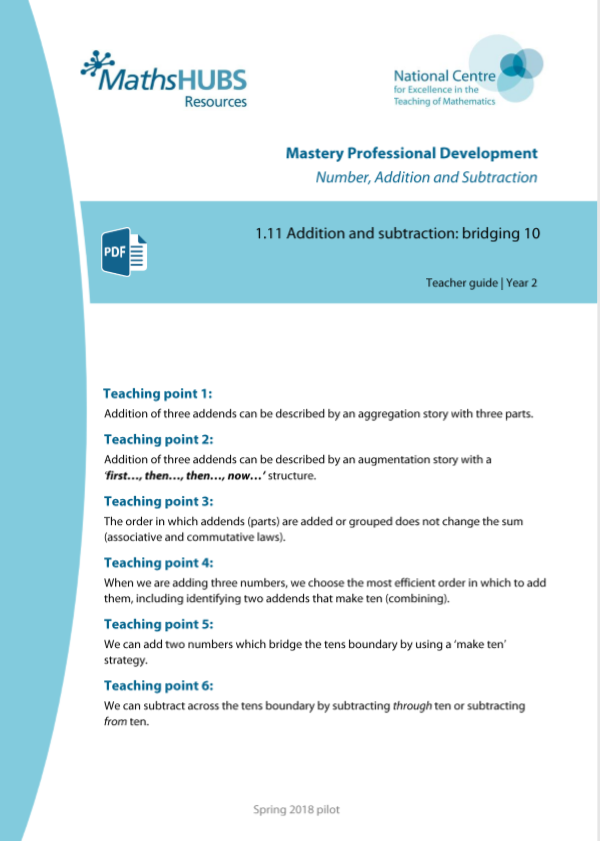 MathsHUBS
Resources
National Centre
for Excellence in the
Teaching of Mathematics
Mastery Professional Development
Number, Addition and Subtraction
PDF
1.11 Addition and subtraction: bridging 10
Teacher guide | Year 2
Teaching point 1:
Addition of three addends can be described by an aggregation story with three parts.
Teaching point 2:
Addition of three addends can be described by an augmentation story with a
‘first…, then…, then…, now…’ structure.
Teaching point 3:
The order in which addends (parts) are added or grouped does not change the sum
(associative and commutative laws).
Teaching point 4:
When we are adding three numbers, we choose the most efficient order in which to add
them, including identifying two addends that make ten (combining).
Teaching point 5:
We can add two numbers which bridge the tens boundary by using a ‘make ten’
strategy.
Teaching point 6:
We can subtract across the tens boundary by subtracting through ten or subtracting
from ten.
Spring 2018 pilot